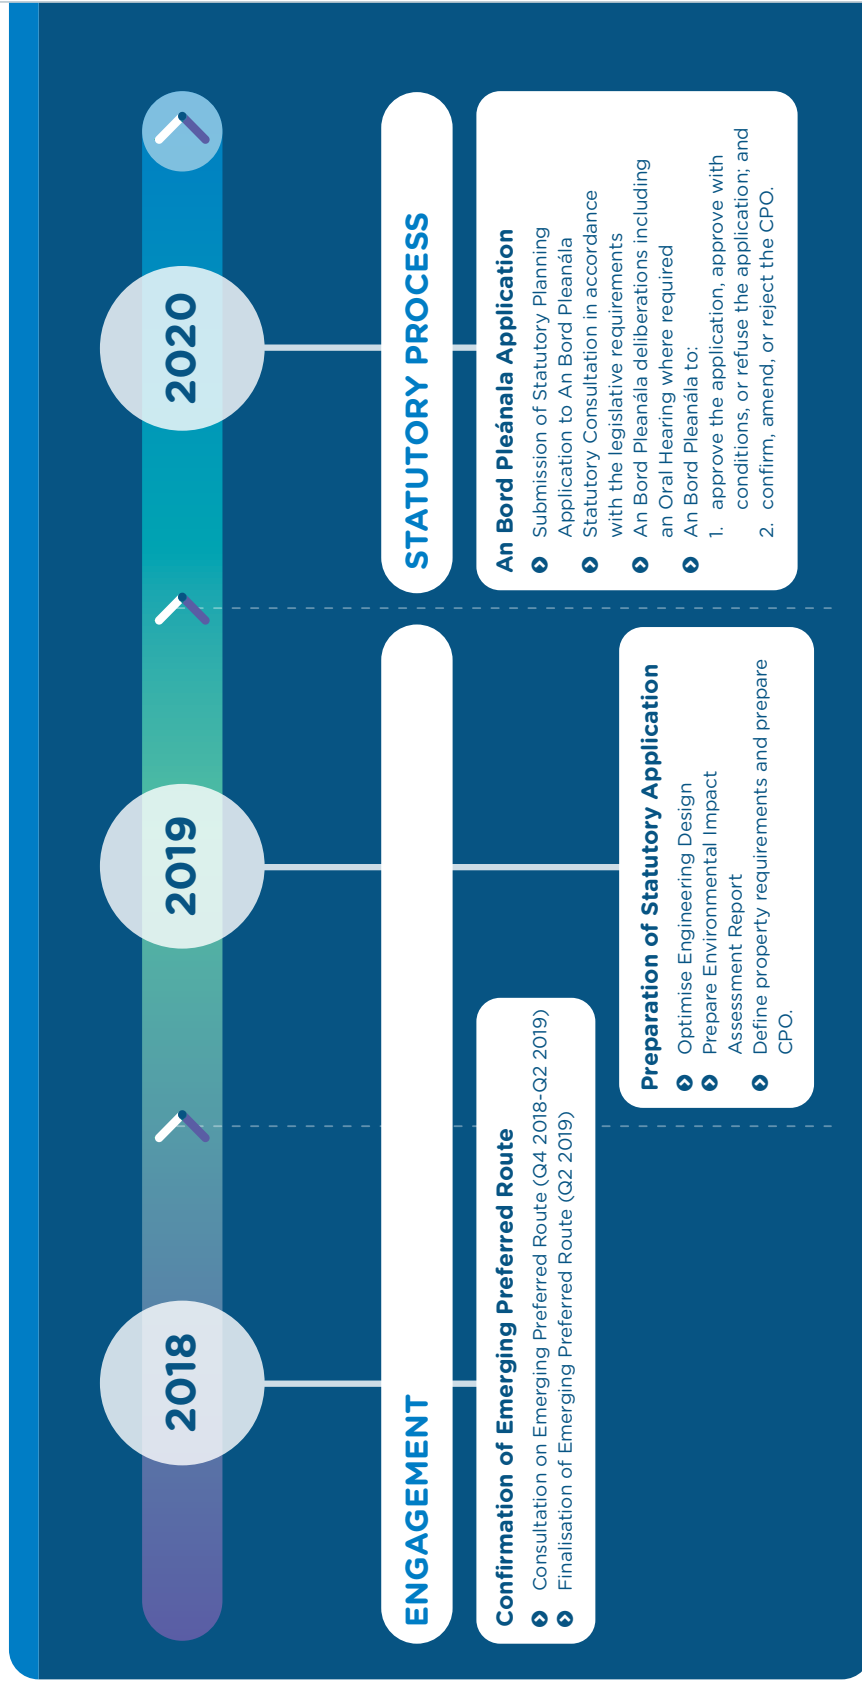 2018
2019
2020
ENGAGEMENT
STATUTORY PROCESS
Confirmation of Emerging Preferred Route
Consultation on Emerging Preferred Route (Q4 2018-Q2 2019)
Finalisation of Emerging Preferred Route (Q2 2019)
Preparation of Statutory Application
Optimise Engineering Design
Prepare Environmental Impact
Assessment Report
Define property requirements and prepare
CPO.
An Bord Pleánala Application
Submission of Statutory Planning
Application to An Bord Pleanála
Statutory Consultation in accordance
with the legislative requirements
An Bord Pleanála deliberations including
an Oral Hearing where required
An Bord Pleanála to:
1. approve the application, approve with
conditions, or refuse the application; and
2. confirm, amend, or reject the CPO.